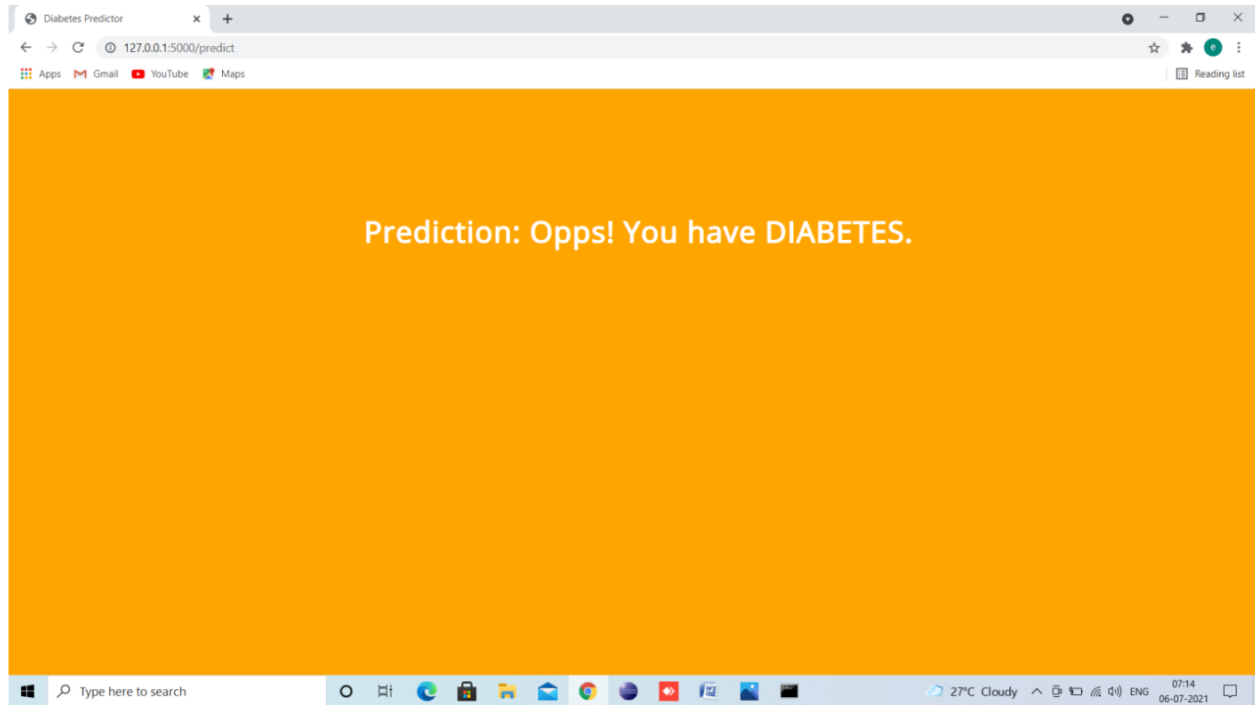 Diabetes Predictor
127.0.0.1:5000/predict
e
Apps Gmail YouTube Maps Reading list
Prediction: Opps! You have DIABETES.
Type here to search 27°C Cloudy ENG 07:14
06-07-2021